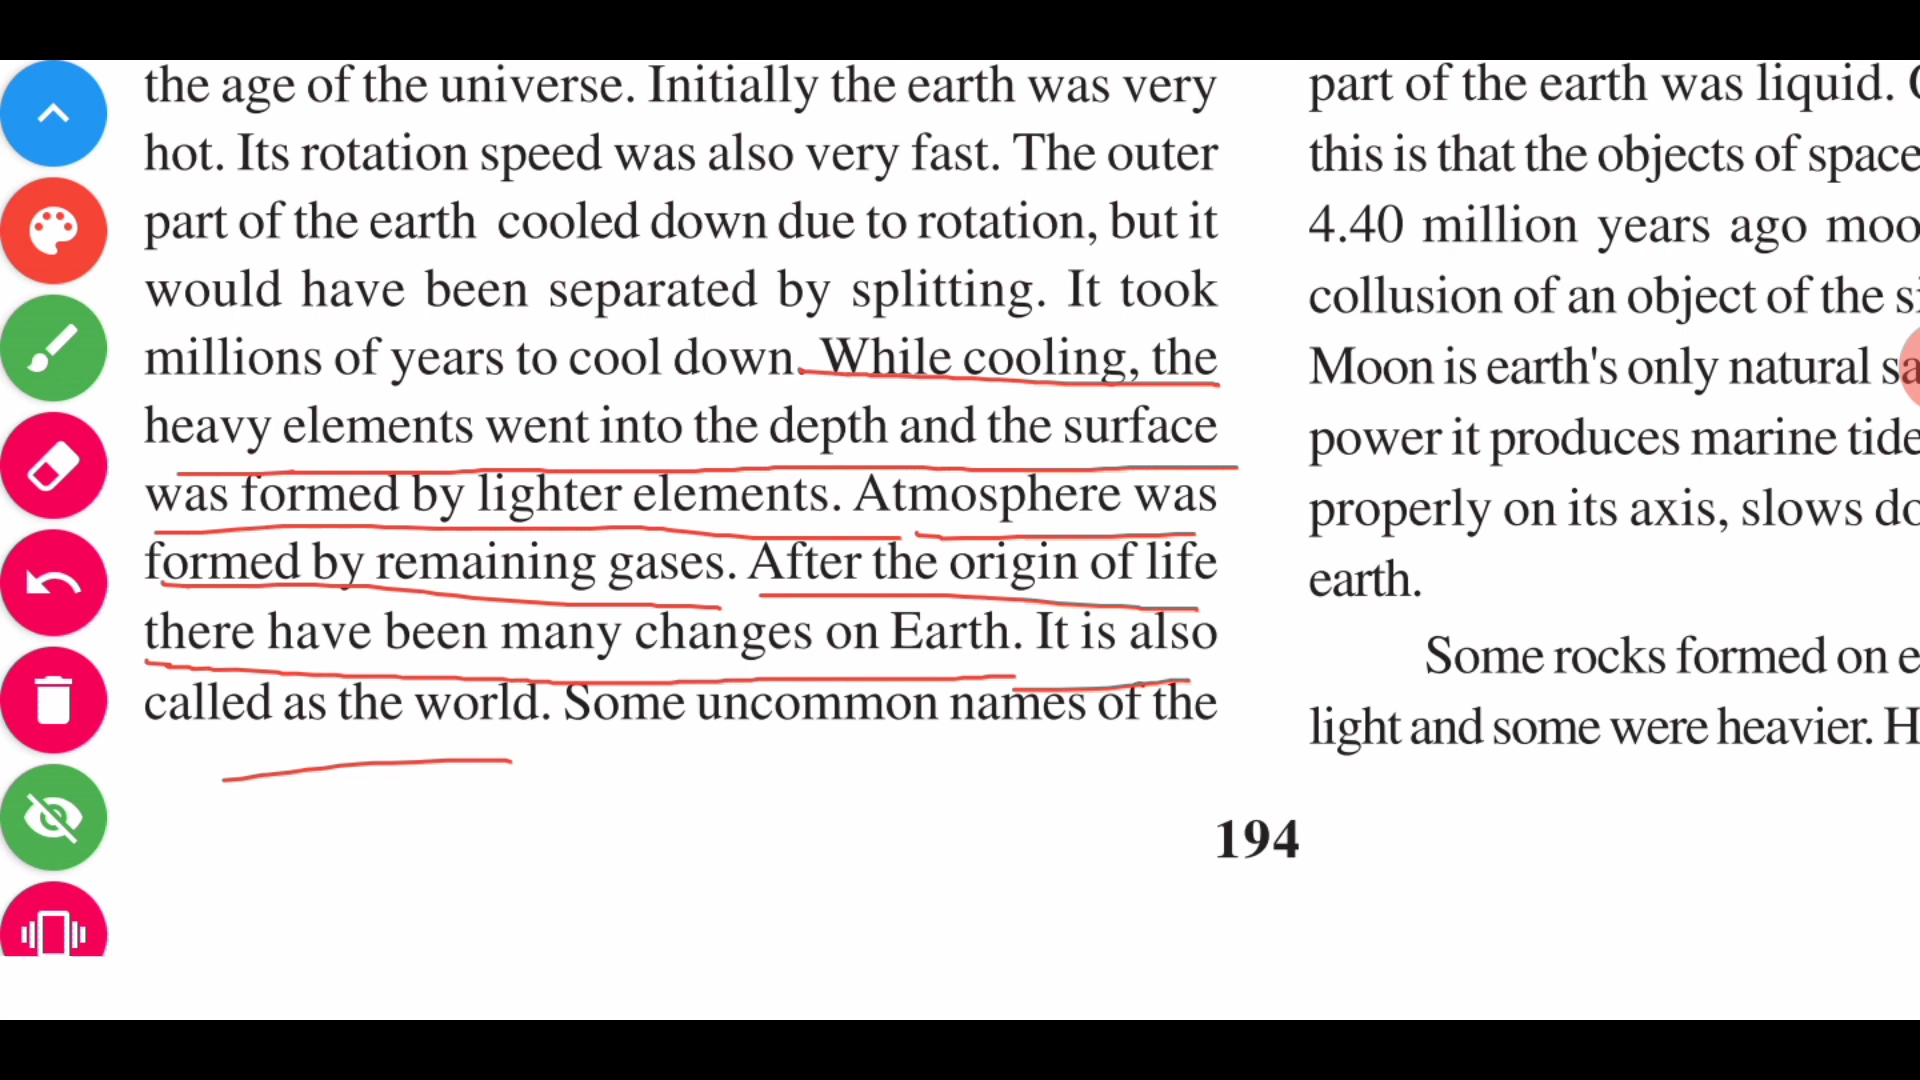 the age of the universe. Initially the earth was very
hot. Its rotation speed was also very fast. The outer
part of the earth cooled down due to rotation, but it
would have been separated by splitting. It took
millions of years to cool down. While cooling, the
heavy elements went into the depth and the surface
was formed by lighter elements. Atmosphere was
formed by remaining gases. After the origin of life
there have been many changes on Earth. It is also
called as the world. Some uncommon names of the
part of the earth was liquid.
this is that the objects of space
4.40 million years ago moo
collusion of an object of the
Moon is earth's only natural
power it produces marine tide
properly on its axis, slows do
earth.
Some rocks formed on e
light and some were heavier. H
194